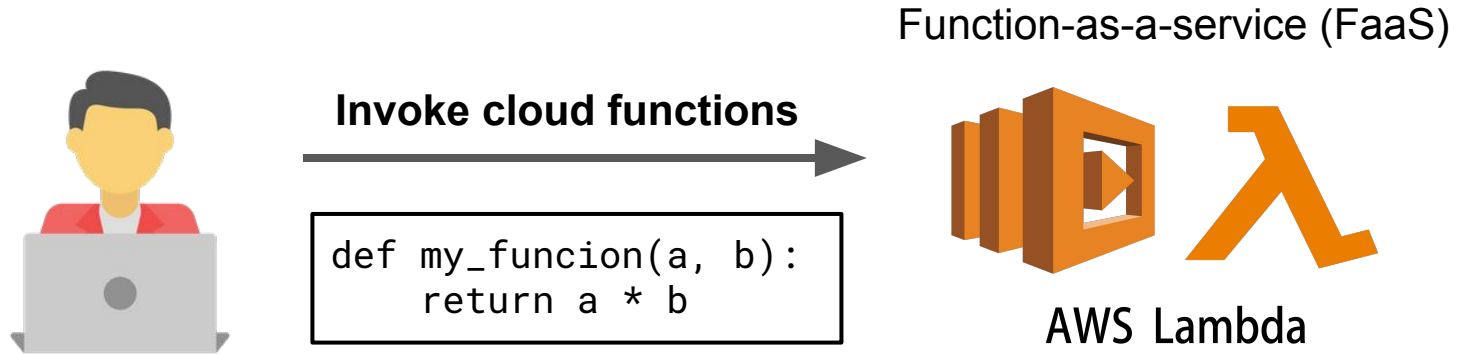 Function-as-a-service (FaaS)
Invoke cloud functions
def my_funcion(a, b):
    return a * b
AWS Lambda